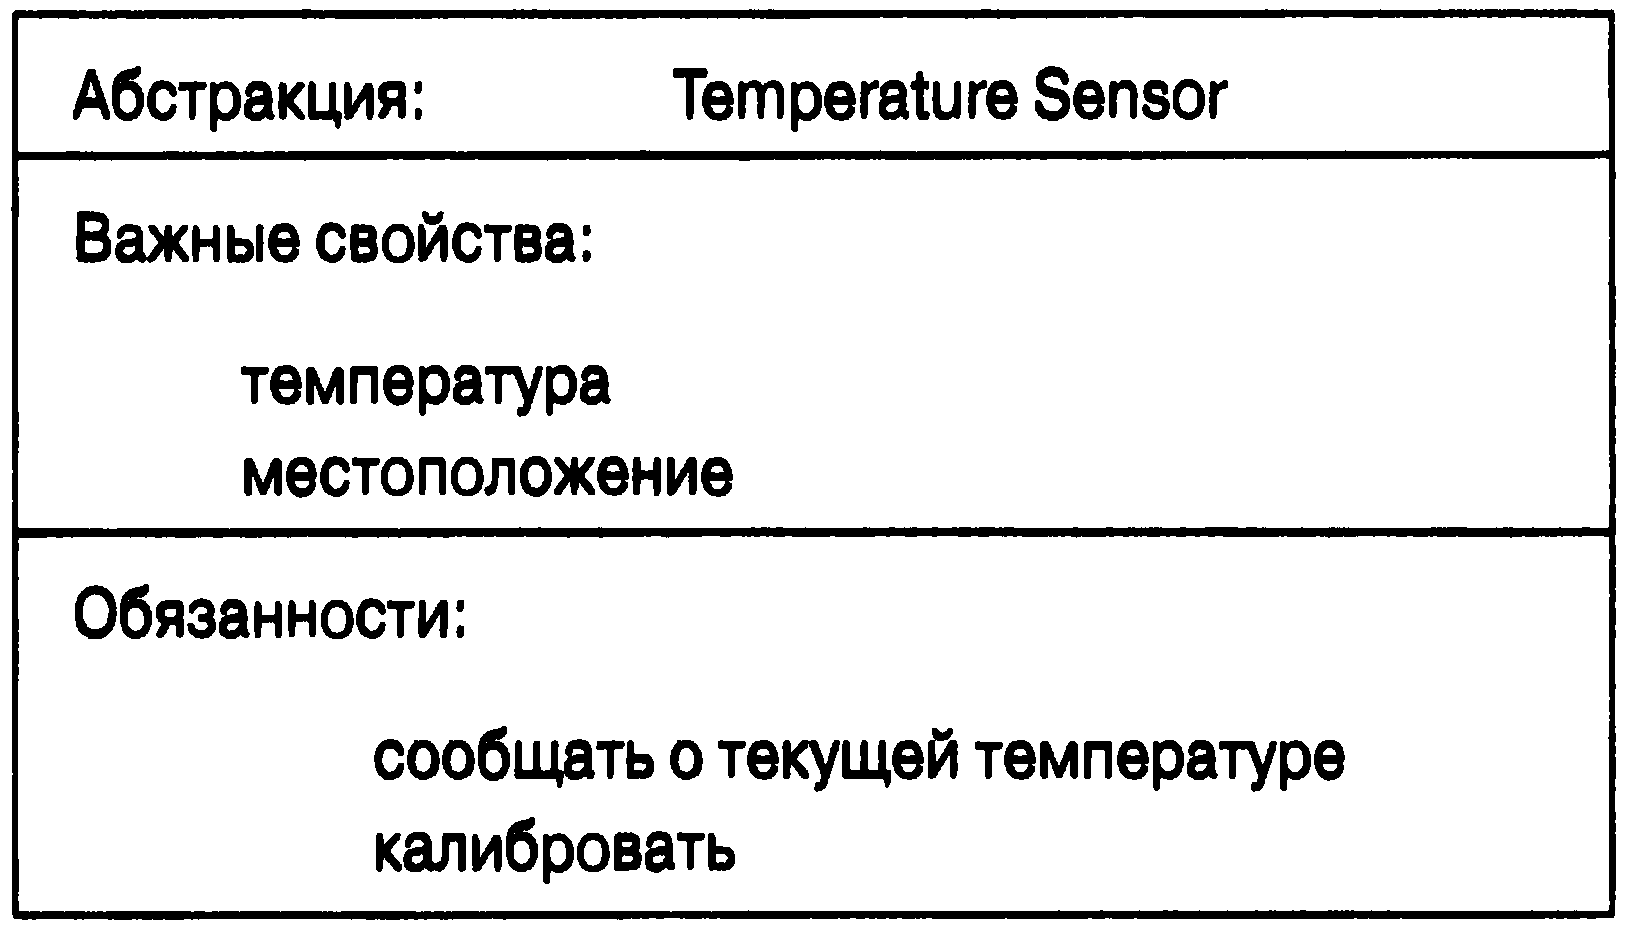 Абстракция: Temperature Sensor
Важные свойства:
температура
местоположение
Обязанности:
сообщать о текущей температуре
калибровать